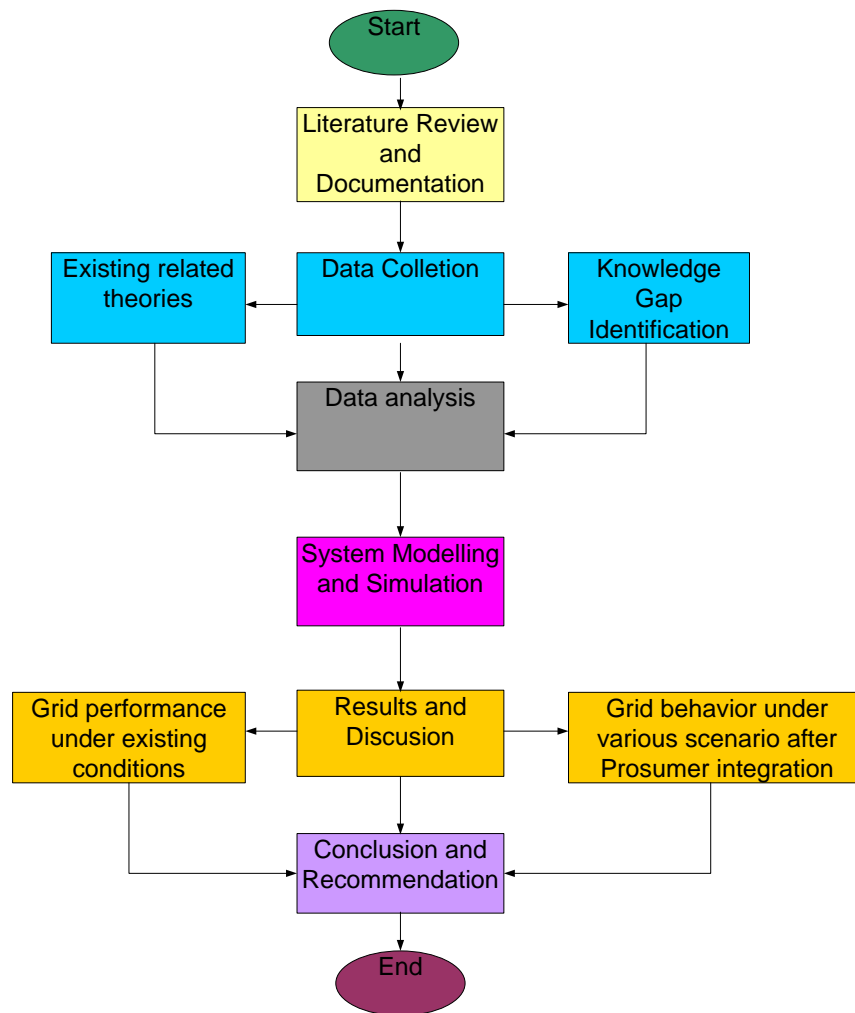 Start
Literature Review
and
Documentation
Existing related
theories
Data Colletion
Knowledge
Gap
Identification
Data analysis
System Modelling
and Simulation
Grid performance
under existing
conditions
Results and
Discusion
Grid behavior under
various scenario after
Prosumer integration
Conclusion and
Recommendation
End